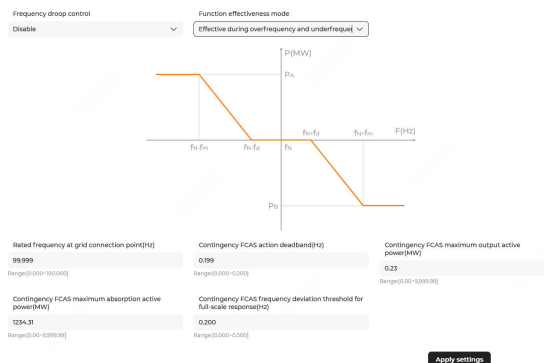 Frequency droop control
Function effectiveness mode
Disable
Effective during overfrequency and underfreque
P(MW)
PA
fN-fm
fN-fd
fN
fN+fd
fN+fm
F(Hz)
PB
Rated frequency at grid connection point(Hz)
99.999
Range:[0.000~100.000]
Contingency FCAS action deadband(Hz)
0.199
Range:[0.000~0.200]
Contingency FCAS maximum output active
power(MW)
0.23
Range:[0.00~9,999.99]
Contingency FCAS maximum absorption active
power(MW)
1234.31
Range:[0.00~9,999.99]
Contingency FCAS frequency deviation threshold for
full-scale response(Hz)
0.200
Range:[0.000~0.500]
Apply settings